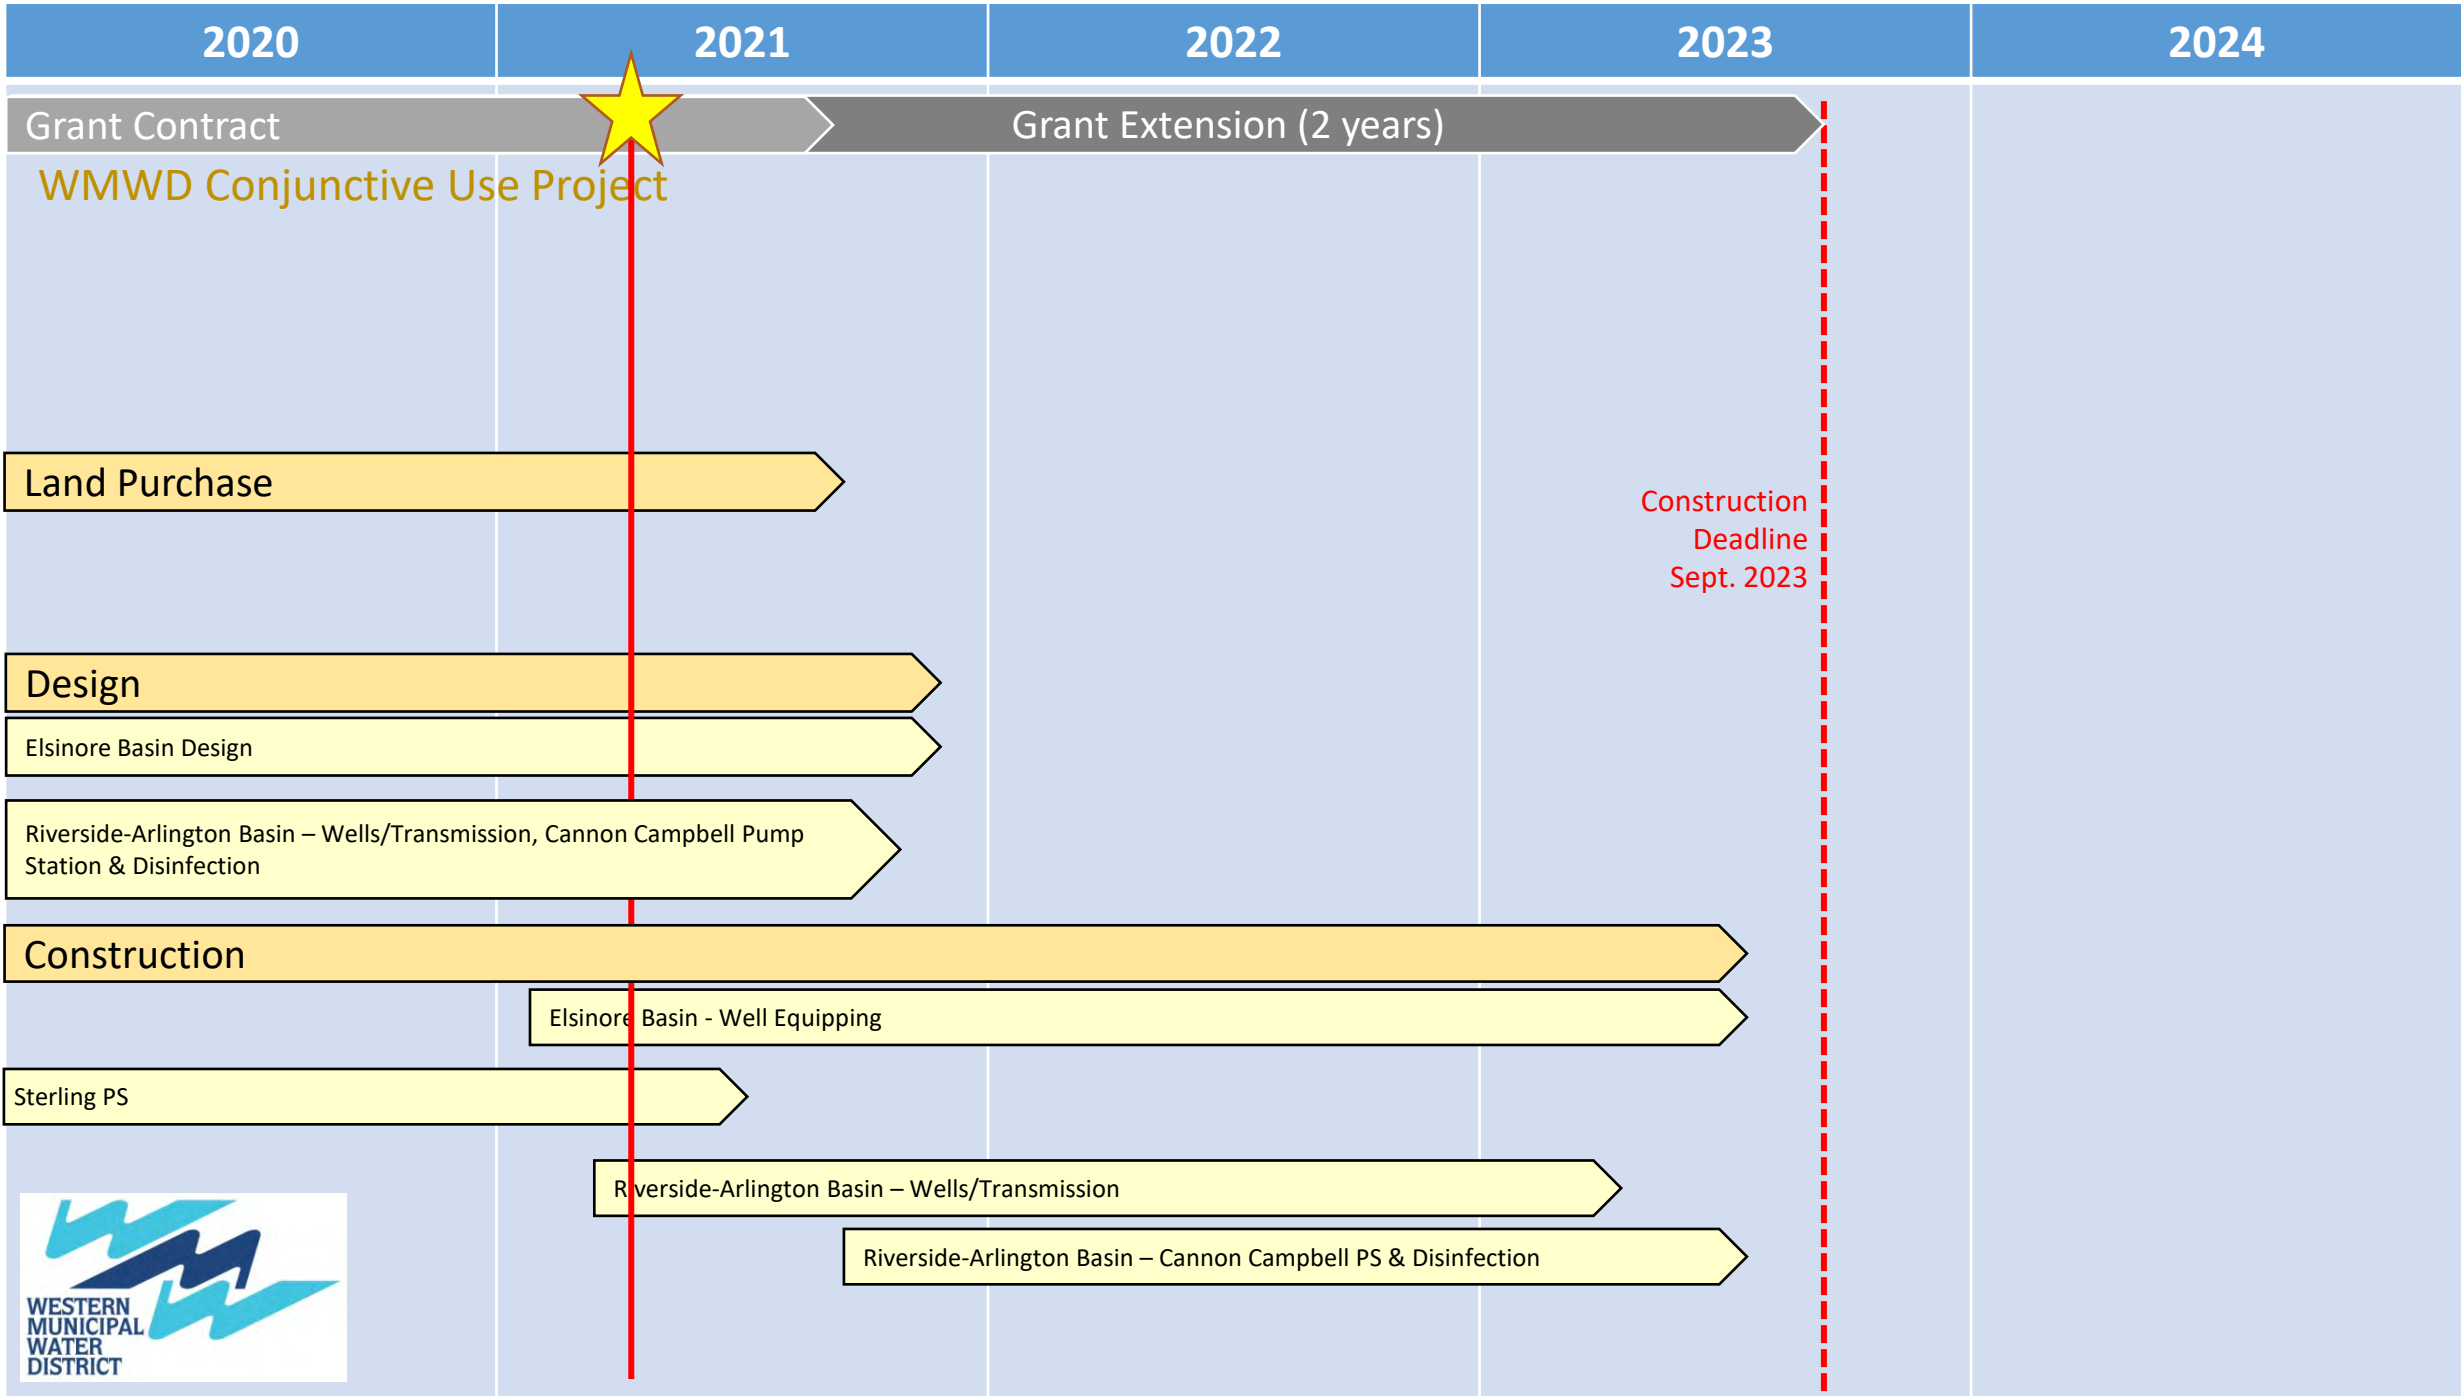 2020 2021 2022 2023 2024
Grant Contract
Grant Extension (2 years)
WMWD Conjunctive Use Project
Land Purchase
Construction
Deadline
Sept. 2023
Design
Elsinore Basin Design
Riverside-Arlington Basin – Wells/Transmission, Cannon Campbell Pump
Station & Disinfection
Construction
Elsinore Basin - Well Equipping
Sterling PS
Riverside-Arlington Basin – Wells/Transmission
Riverside-Arlington Basin – Cannon Campbell PS & Disinfection
WESTERN
MUNICIPAL
WATER
DISTRICT